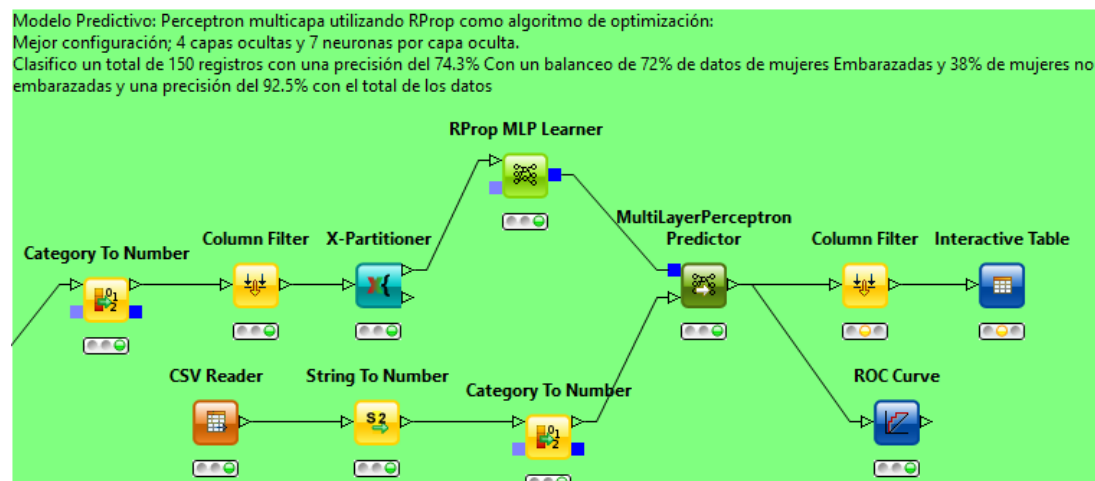 Modelo Predictivo: Perceptron multicapa utilizando RProp como algoritmo de optimización:
Mejor configuración; 4 capas ocultas y 7 neuronas por capa oculta.
Clasifico un total de 150 registros con una precisión del 74.3% Con un balanceo de 72% de datos de mujeres Embarazadas y 38% de mujeres no
embarazadas y una precisión del 92.5% con el total de los datos
RProp MLP Learner
MultiLayerPerceptron
Predictor
Category To Number
Column Filter
X-Partitioner
Column Filter
Interactive Table
CSV Reader
String To Number
Category To Number
ROC Curve